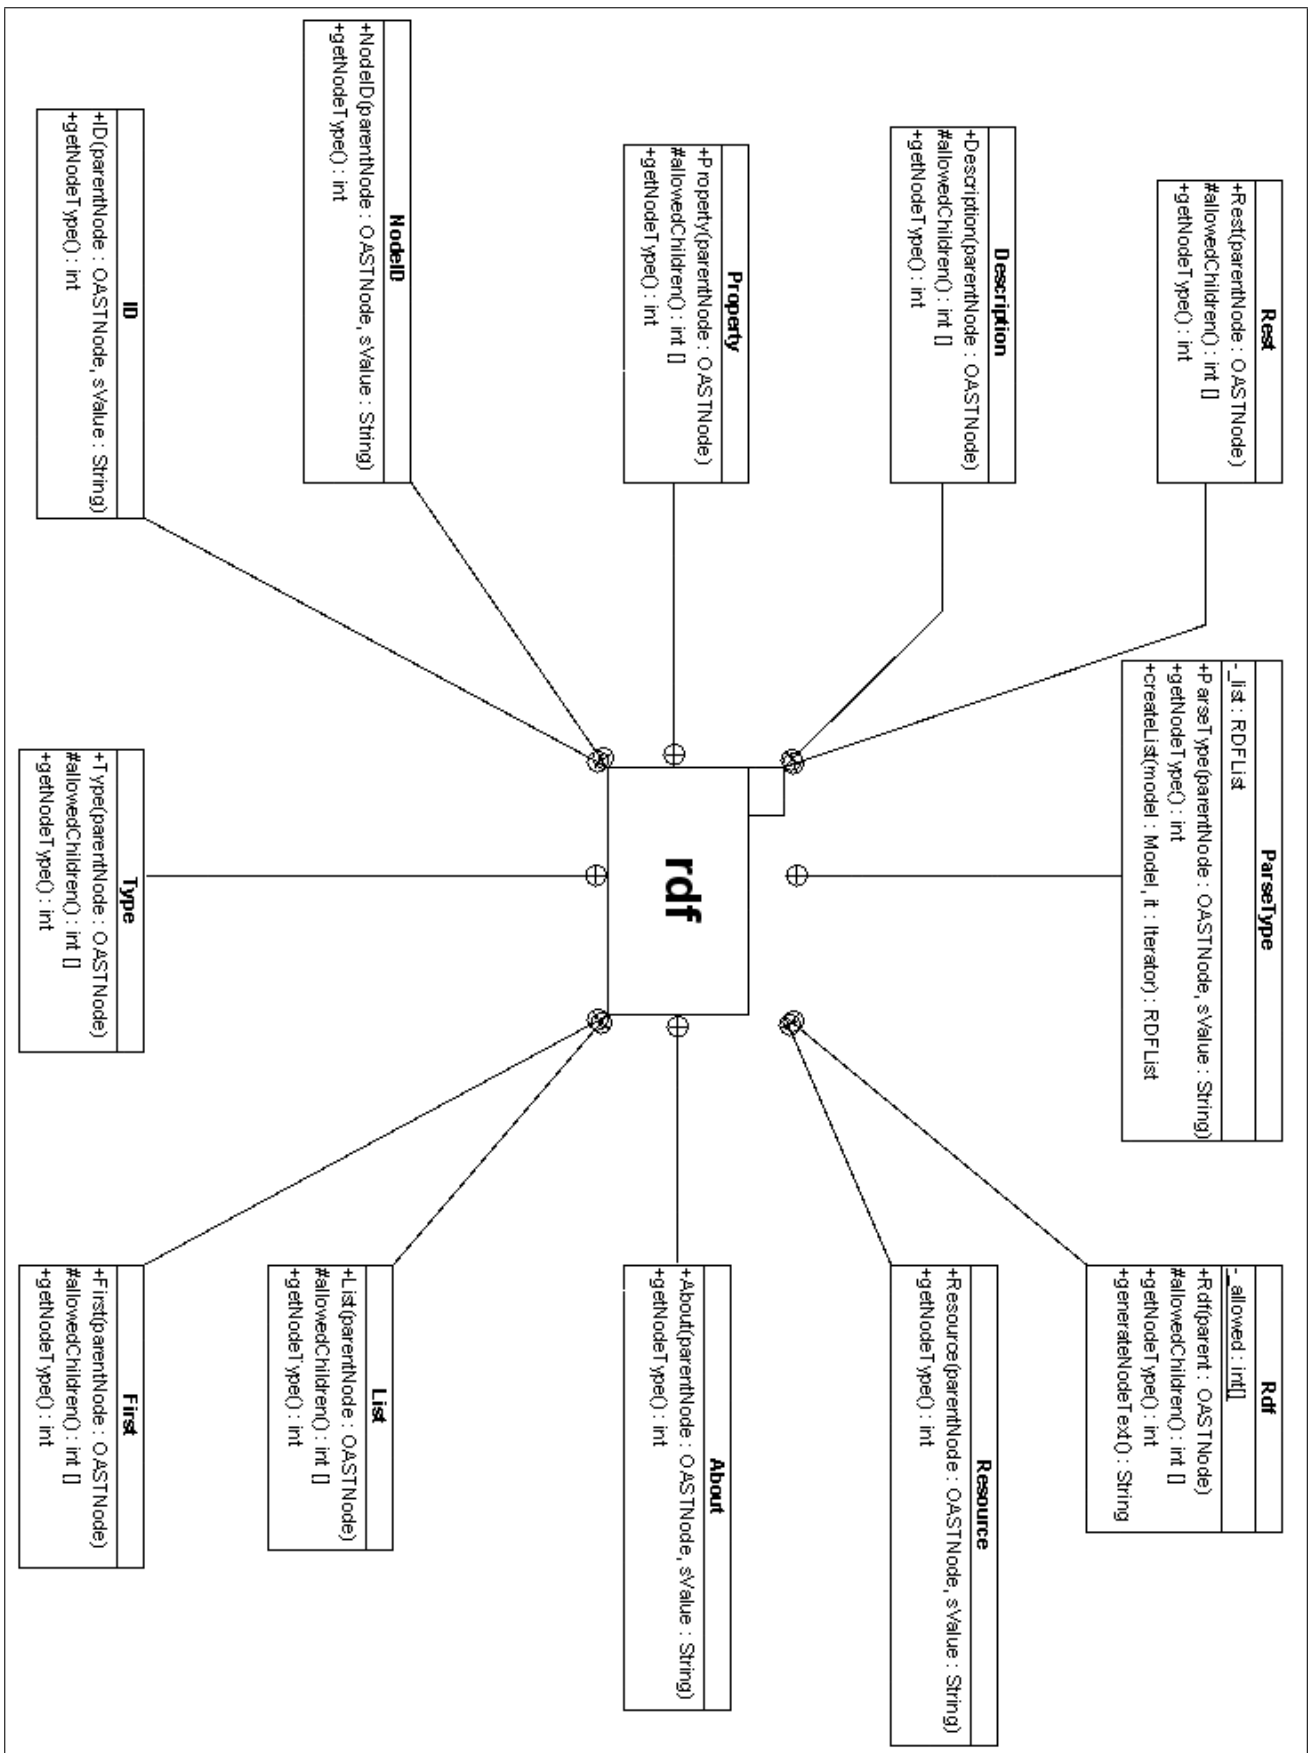 Rest
+Rest(parentNode : OASTNode)
#allowedChildren() : int []
+getNodeType() : int
ParseType
-_list : RDFList
+ParseType(parentNode : OASTNode, sValue : String)
+getNodeType() : int
+createList(model : Model, it : Iterator) : RDFList
Rdf
-_allowed : int[]
+Rdf(parent : OASTNode)
#allowedChildren() : int []
+getNodeType() : int
+generateNodeText() : String
Description
+Description(parentNode : OASTNode)
#allowedChildren() : int []
+getNodeType() : int
Resource
+Resource(parentNode : OASTNode, sValue : String)
+getNodeType() : int
Property
+Property(parentNode : OASTNode)
#allowedChildren() : int []
+getNodeType() : int
rdf
About
+About(parentNode : OASTNode, sValue : String)
+getNodeType() : int
NodeID
+NodeID(parentNode : OASTNode, sValue : String)
+getNodeType() : int
List
+List(parentNode : OASTNode)
#allowedChildren() : int []
+getNodeType() : int
ID
+ID(parentNode : OASTNode, sValue : String)
+getNodeType() : int
Type
+Type(parentNode : OASTNode)
#allowedChildren() : int []
+getNodeType() : int
First
+First(parentNode : OASTNode)
#allowedChildren() : int []
+getNodeType() : int